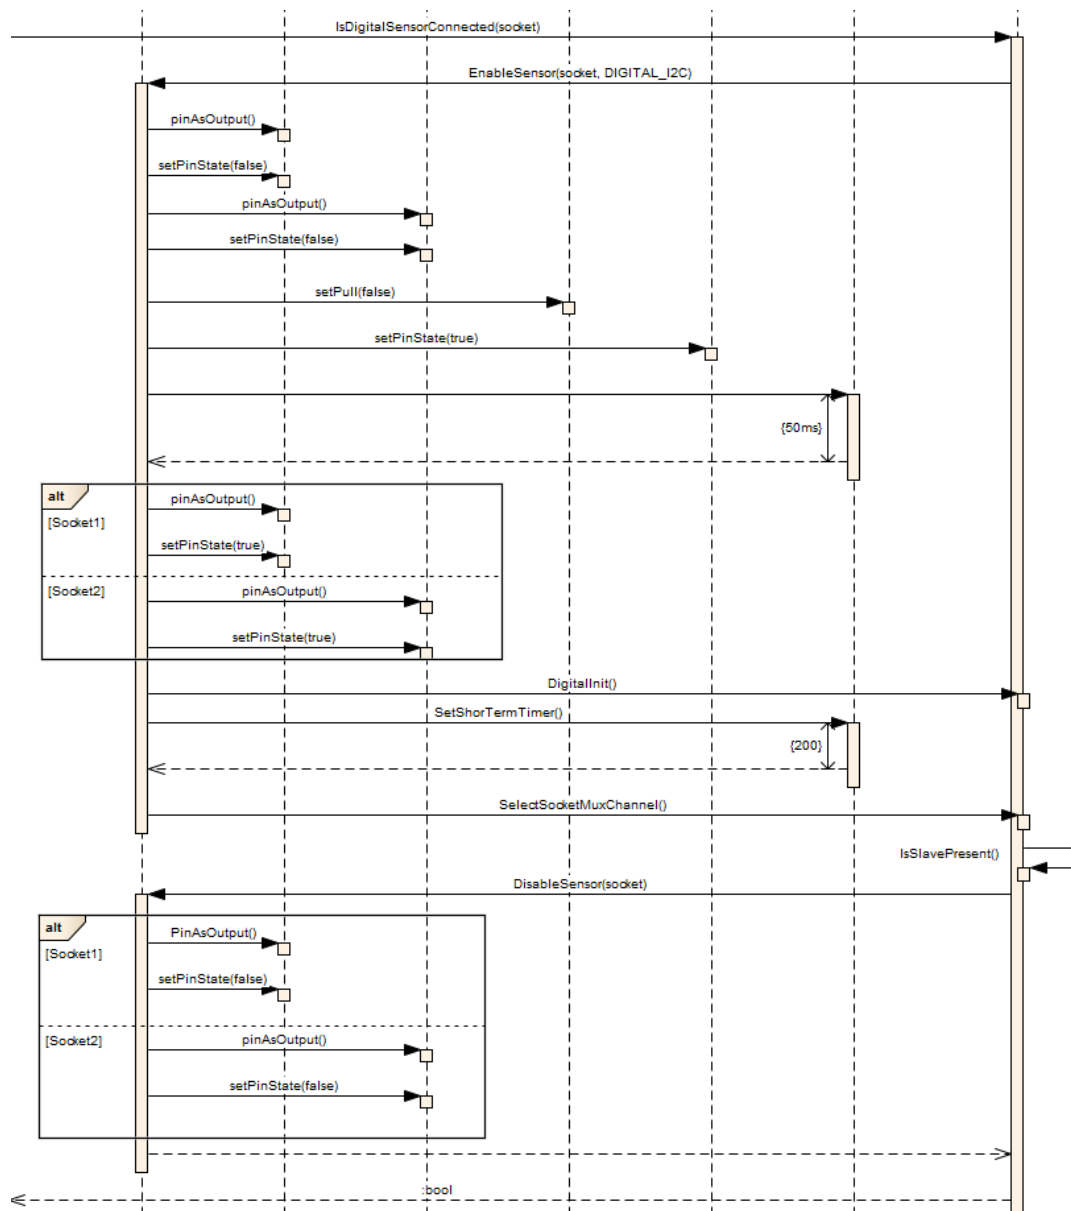 IsDigitalSensorConnected(socket)
EnableSensor(socket, DIGITAL_I2C)
pinAsOutput()
setPinState(false)
pinAsOutput()
setPinState(false)
setPull(false)
setPinState(true)
{50ms}
alt
pinAsOutput()
[Socket1]
setPinState(true)
[Socket2]
pinAsOutput()
setPinState(true)
DigitalInit()
SetShorTermTimer()
{200}
SelectSocketMuxChannel()
IsSlavePresent()
DisableSensor(socket)
alt
PinAsOutput()
[Socket1]
setPinState(false)
[Socket2]
pinAsOutput()
setPinState(false)
:bool